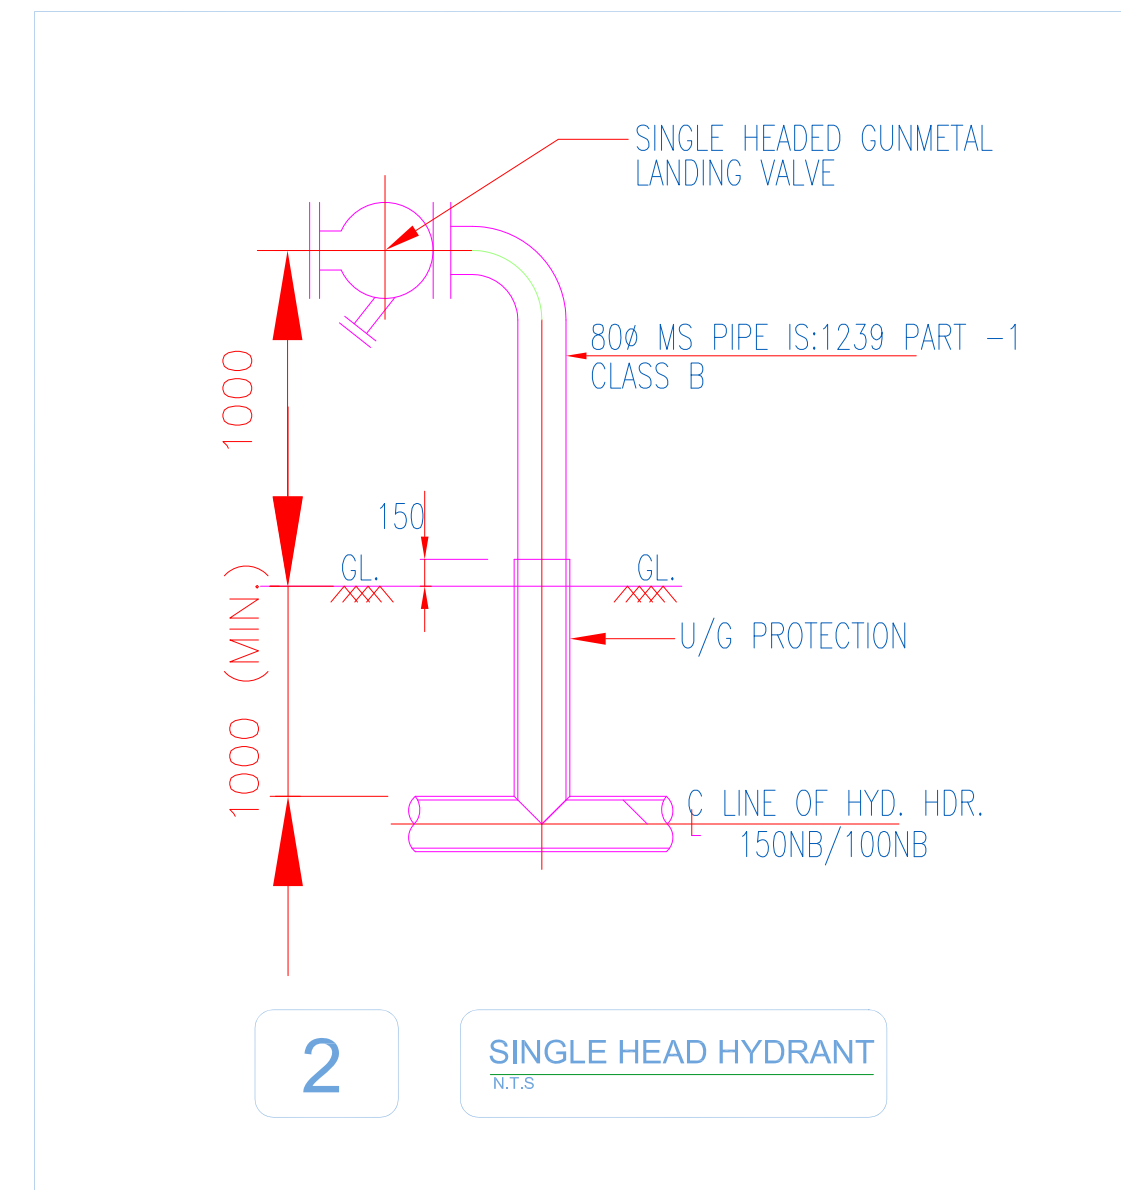 SINGLE HEADED GUNMETAL
LANDING VALVE
80ø MS PIPE IS:1239 PART -1
CLASS B
1000
150
GL.
GL.
1000 (MIN.)
U/G PROTECTION
C LINE OF HYD. HDR.
150NB/100NB
2
SINGLE HEAD HYDRANT
N.T.S